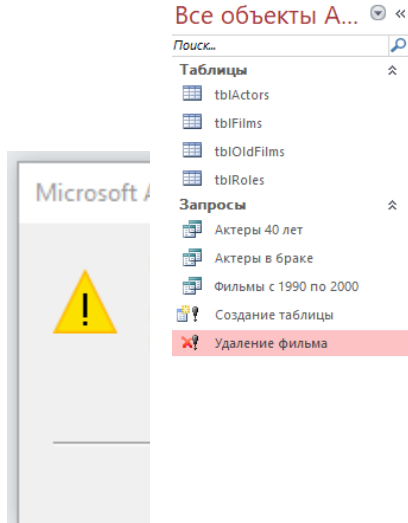 Все объекты A...
Поиск...
Таблицы
tblActors
tblFilms
tblOldFilms
tblRoles
Запросы
Актеры 40 лет
Актеры в браке
Фильмы с 1990 по 2000
Создание таблицы
Удаление фильма
Microsoft